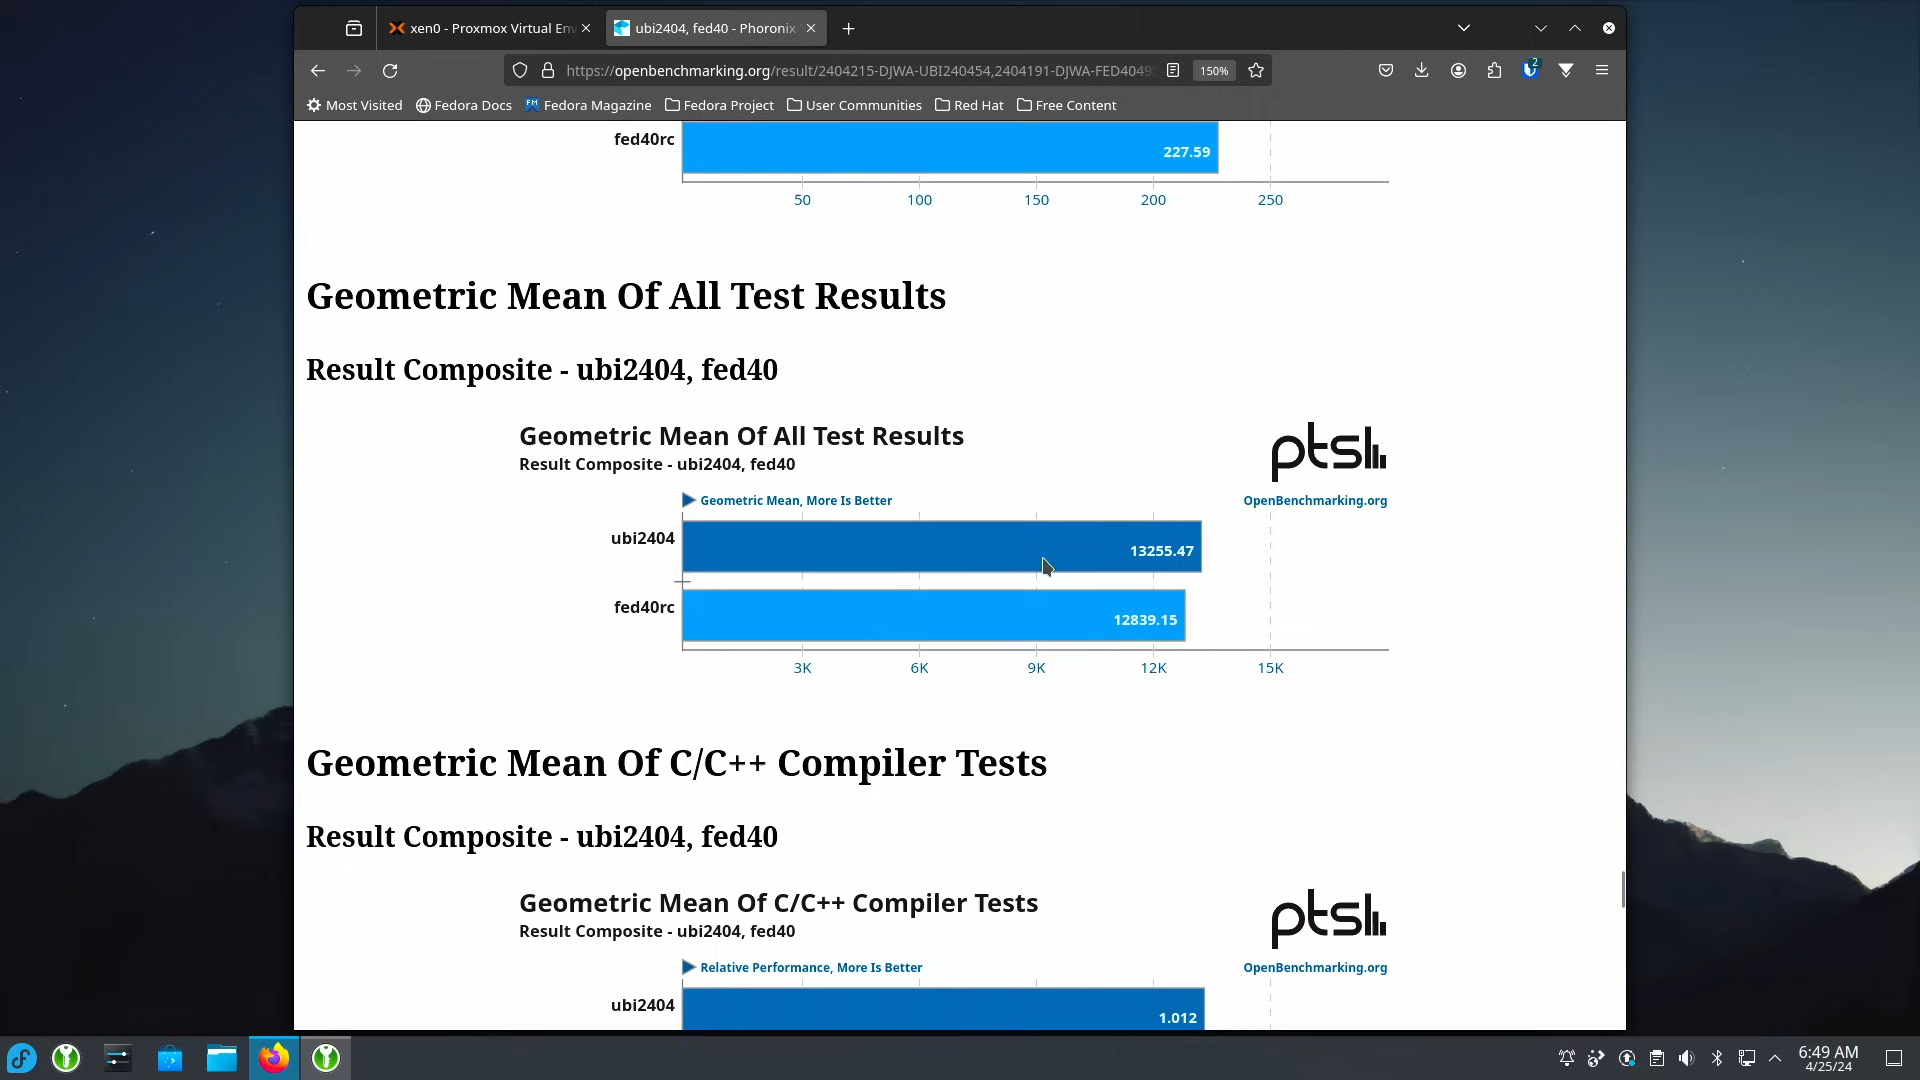 xen0 - Proxmox Virtual Env
ubi2404, fed40 - Phoronix
https://openbenchmarking.org/result/2404215-DJWA-UBI240454,2404191-DJWA-FED4049
150%
2
Most Visited
Fedora Docs
Fedora Magazine
Fedora Project
User Communities
Red Hat
Free Content
fed40rc
227.59
50 100 150 200 250
Geometric Mean Of All Test Results
Result Composite - ubi2404, fed40
Geometric Mean Of All Test Results
Result Composite - ubi2404, fed40
pts
Geometric Mean, More Is Better
OpenBenchmarking.org
ubi2404
13255.47
fed40rc
12839.15
3K 6K 9K 12K 15K
Geometric Mean Of C/C++ Compiler Tests
Result Composite - ubi2404, fed40
Geometric Mean Of C/C++ Compiler Tests
Result Composite - ubi2404, fed40
pts
Relative Performance, More Is Better
OpenBenchmarking.org
ubi2404
1.012
6:49 AM
4/25/24